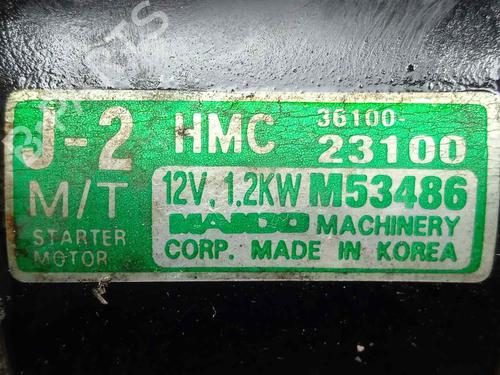 J-2 HMC 36100-
23100
M/T 12V, 1.2KW M53486
STARTER MANDO MACHINERY
MOTOR CORP. MADE IN KOREA